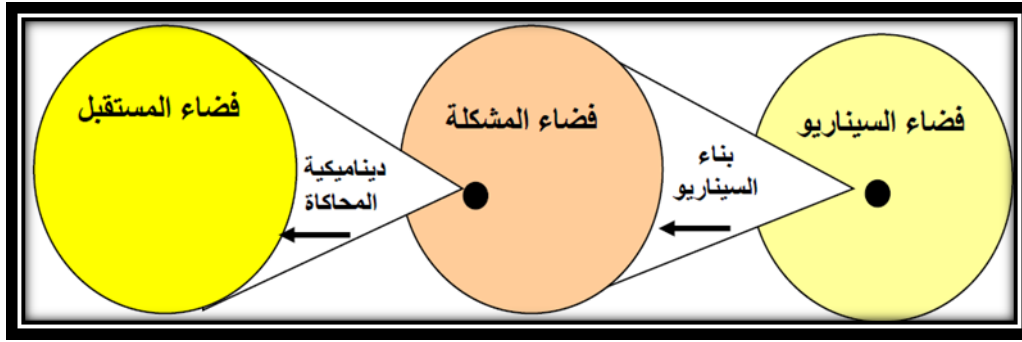 فضاء السيناريو
بناء
السيناريو
فضاء المشكلة
ديناميكية
المحاكاة
فضاء المستقبل